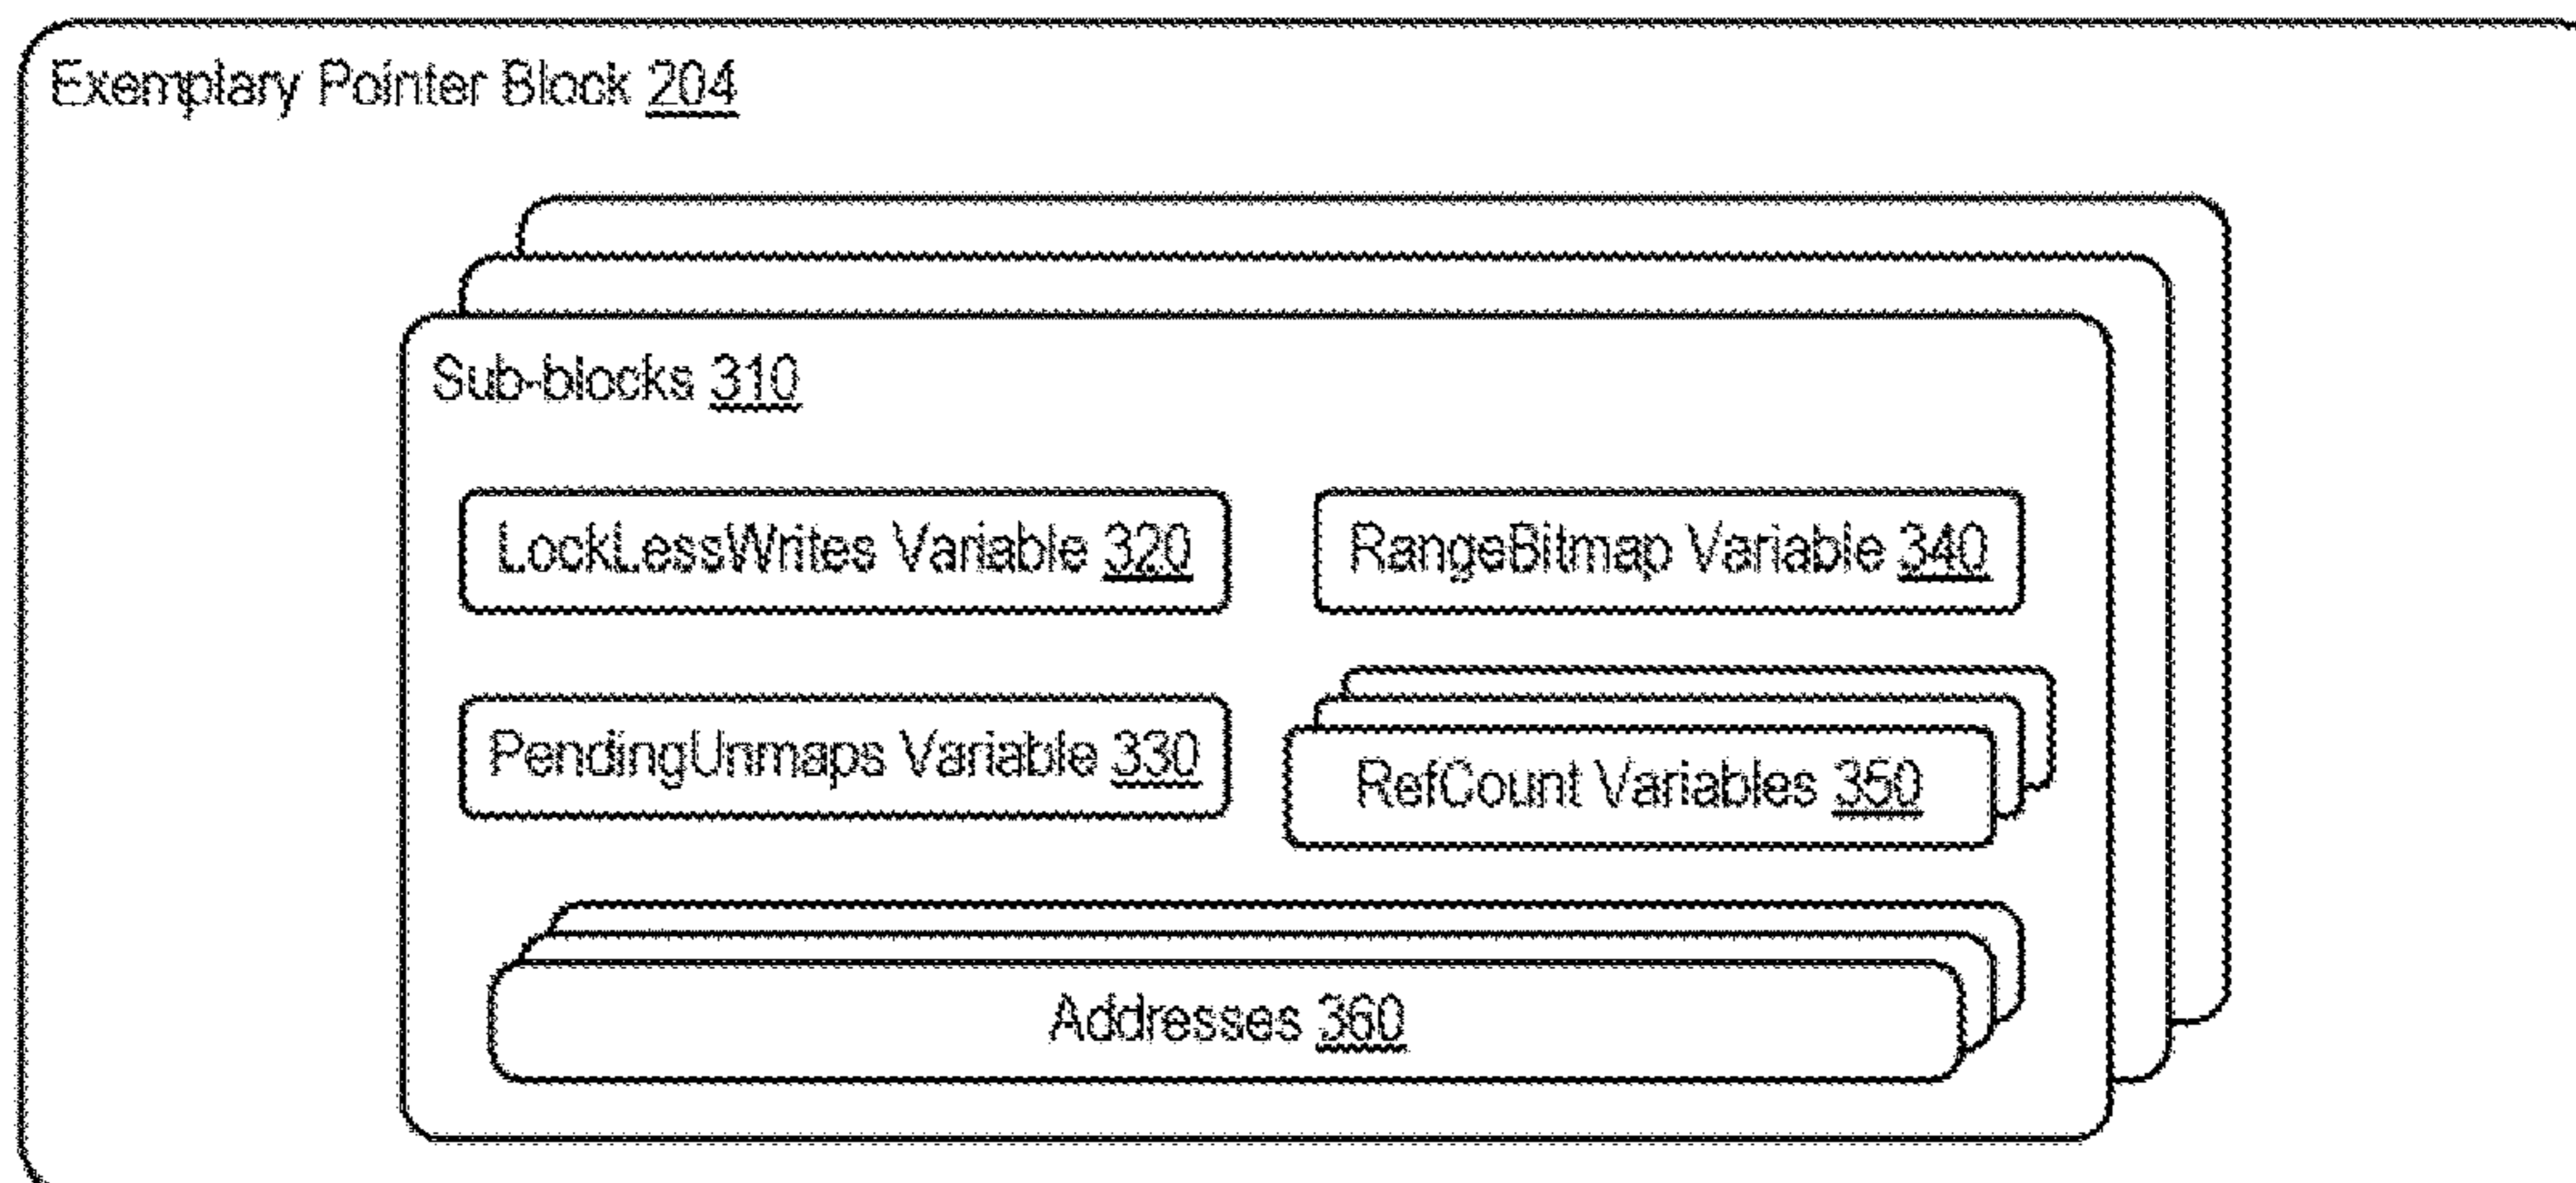 Exemplary Pointer Block 204
Sub-blocks 310
LockLessWrites Variable 320
RangeBitmap Variable 340
PendingUnmaps Variable 330
RefCount Variables 350
Addresses 360